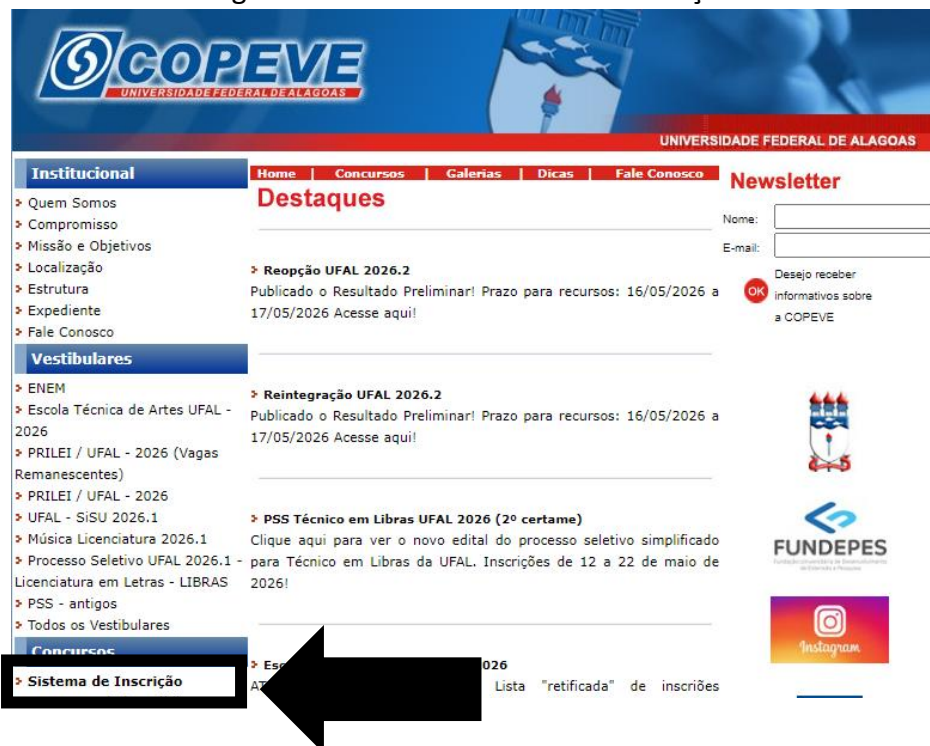 COPEVE
UNIVERSIDADE FEDERAL DE ALAGOAS
UNIVERSIDADE FEDERAL DE ALAGOAS
Institucional
Quem Somos
Compromisso
Missão e Objetivos
Localização
Estrutura
Expediente
Fale Conosco
Vestibulares
ENEM
Escola Técnica de Artes UFAL -
2026
PRILEI / UFAL - 2026 (Vagas
Remanescentes)
PRILEI / UFAL - 2026
UFAL - SiSU 2026.1
Música Licenciatura 2026.1
Processo Seletivo UFAL 2026.1 -
Licenciatura em Letras - LIBRAS
PSS - antigos
Todos os Vestibulares
Concursos
Sistema de Inscrição
Home | Concursos | Galerias | Dicas | Fale Conosco
Destaques
Reopção UFAL 2026.2
Publicado o Resultado Preliminar! Prazo para recursos: 16/05/2026 a
17/05/2026 Acesse aqui!
Reintegração UFAL 2026.2
Publicado o Resultado Preliminar! Prazo para recursos: 16/05/2026 a
17/05/2026 Acesse aqui!
PSS Técnico em Libras UFAL 2026 (2º certame)
Clique aqui para ver o novo edital do processo seletivo simplificado
para Técnico em Libras da UFAL. Inscrições de 12 a 22 de maio de
2026!
Lista "retificada" de inscriões
Newsletter
Nome:
E-mail:
OK
Desejo receber
informativos sobre
a COPEVE
FUNDEPES
Instagram